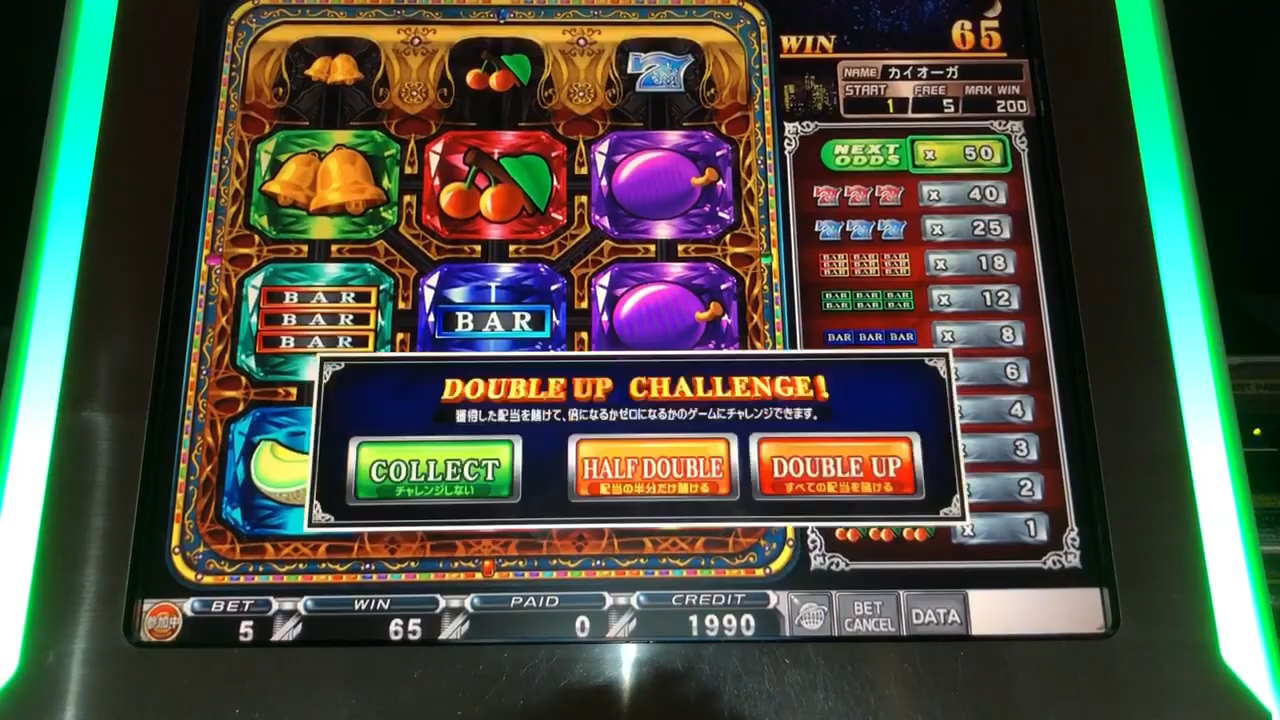 WIN
65
NAME カイオーガ
START FREE MAX WIN
1 5 200
NEXT ODDS x 50
x 40
x 25
x 18
x 12
BAR BAR BAR x 8
x 6
x 4
x 3
x 2
x 1
BAR
BAR
BAR
BAR
DOUBLE UP CHALLENGE!
獲得した配当を賭けて、倍になるかゼロになるかのゲームにチャレンジできます。
COLLECT
チャレンジしない
HALF DOUBLE
配当の半分だけ賭ける
DOUBLE UP
すべての配当を賭ける
参加中
BET WIN PAID CREDIT
5 65 0 1990
BET
CANCEL
DATA